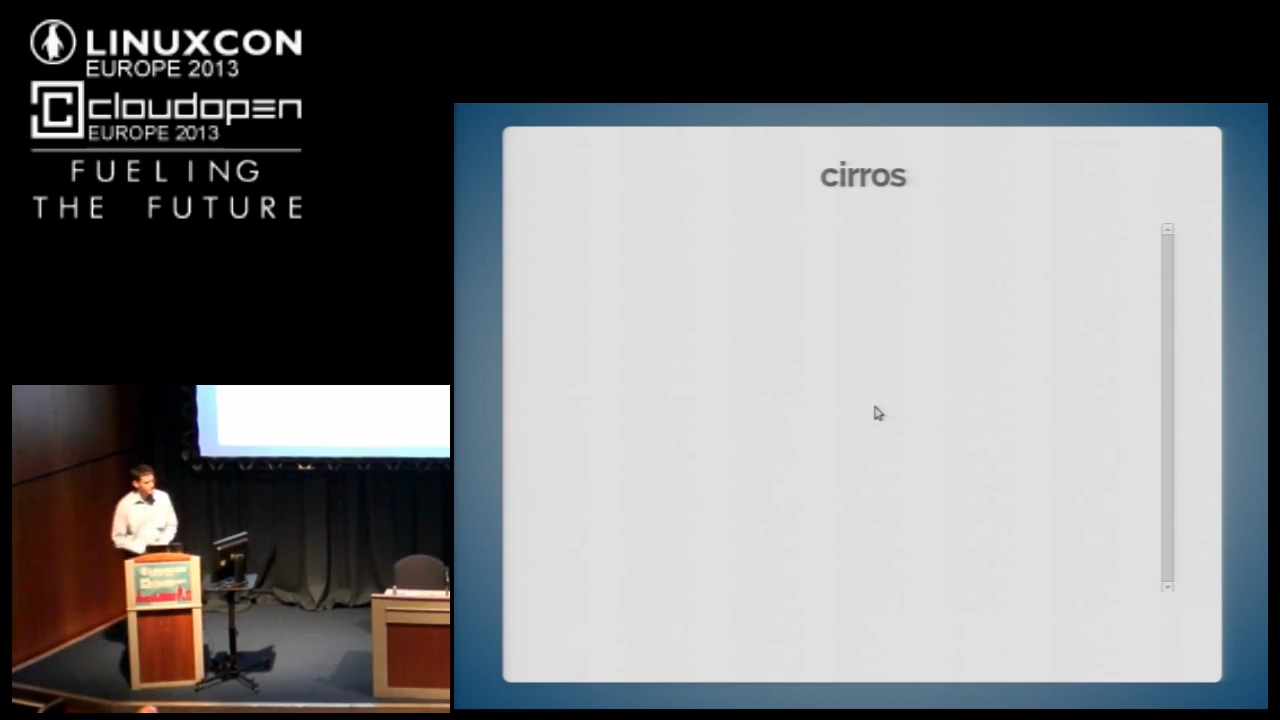 LINUXCON
EUROPE 2013
cloudopen
EUROPE 2013
FUELING
THE FUTURE
cirros